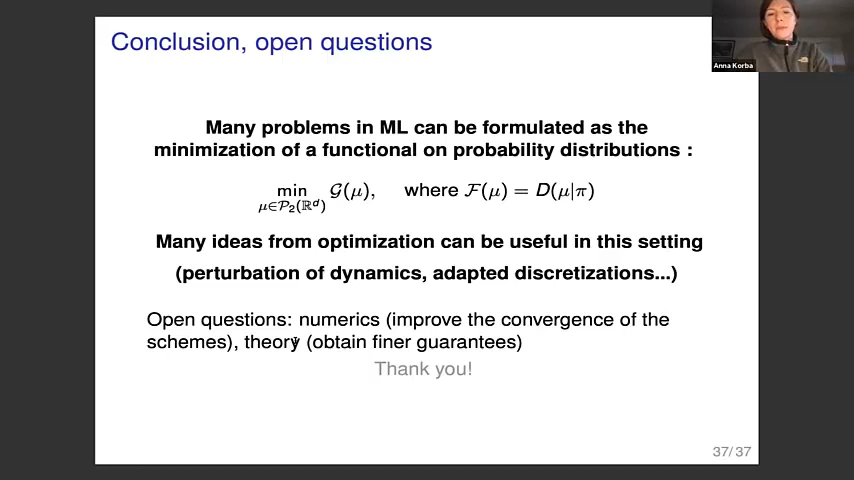 Conclusion, open questions
Anna Korba
Many problems in ML can be formulated as the
minimization of a functional on probability distributions :
min 𝒢(μ), where ℱ(μ) = D(μ|π)
μ∈𝒫₂(ℝᵈ)
Many ideas from optimization can be useful in this setting
(perturbation of dynamics, adapted discretizations...)
Open questions: numerics (improve the convergence of the
schemes), theory (obtain finer guarantees)
Thank you!
37/37